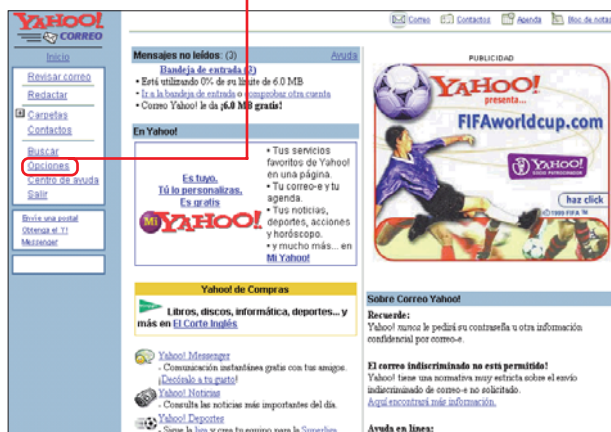 YAHOO!
CORREO
Correo Contactos Agenda Bloc de notas
Inicio
Revisar correo
Redactar
Carpetas
Contactos
Buscar
Opciones
Centro de ayuda
Salir
Envíe una postal
Obtenga el Y!
Messenger
Mensajes no leídos: (3) Ayuda
Bandeja de entrada (3)
• Está utilizando 0% de su límite de 6.0 MB
• Ir a la bandeja de entrada o comprobar otra cuenta
• Correo Yahoo! le da ¡6.0 MB gratis!
En Yahoo!
Es tuyo.
Tú lo personalizas.
Es gratis
Mi YAHOO!
• Tus servicios
favoritos de Yahoo!
en una página.
• Tu correo-e y tu
agenda.
• Tus noticias,
deportes, acciones
y horóscopo.
• y mucho más... en
Mi Yahoo!
Yahoo! de Compras
Libros, discos, informática, deportes... y
más en El Corte Inglés
Yahoo! Messenger
- Comunicación instantánea gratis con tus amigos.
¡Decóralo a tu gusto!
Yahoo! Noticias
- Consulta las noticias más importantes del día.
Yahoo! Deportes
- Sigue la liga y crea tu equipo para la Superliga
PUBLICIDAD
YAHOO!
presenta...
FIFAworldcup.com
YAHOO!
haz click
Sobre Correo Yahoo!
Recuerde:
Yahoo! nunca le pedirá su contraseña u otra información
confidencial por correo-e.
El correo indiscriminado no está permitido!
Yahoo! tiene una normativa muy estricta sobre el envío
indiscriminado de correo-e no solicitado.
Aquí encontrará más información.
Ayuda en línea: